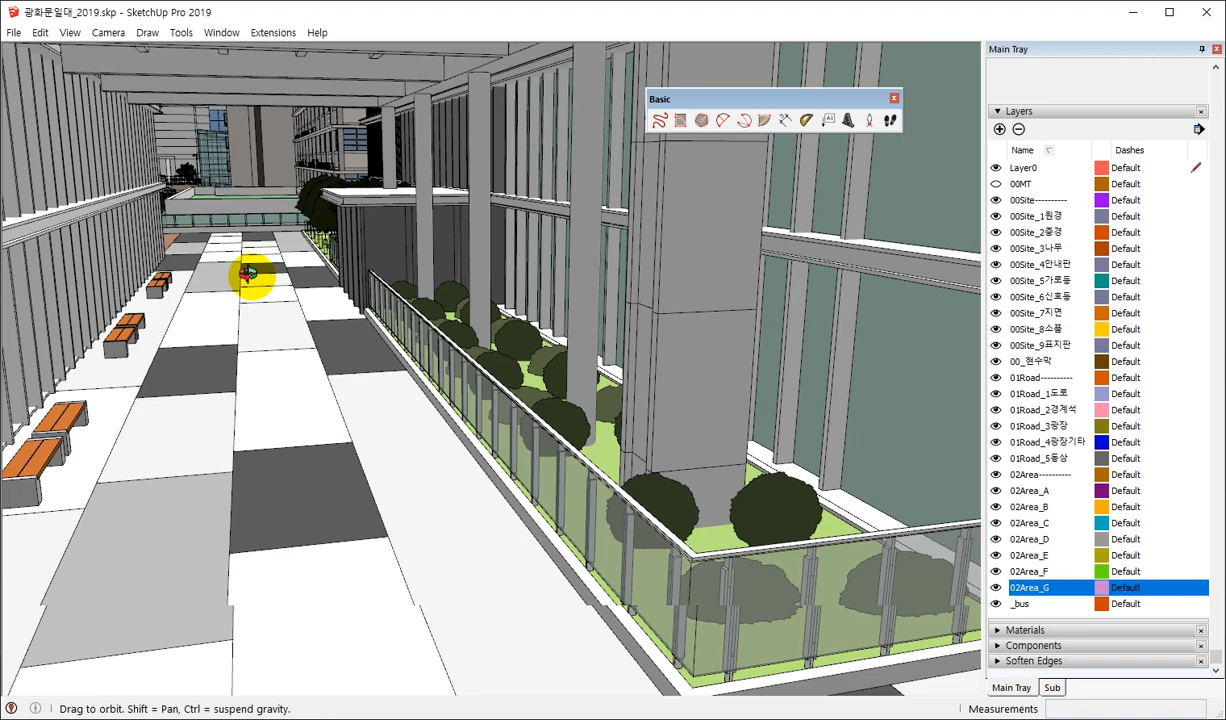 광화문일대_2019.skp - SketchUp Pro 2019
File Edit View Camera Draw Tools Window Extensions Help
Main Tray
Basic
A1
Layers
Name Dashes
Layer0 Default
00MT Default
00Site---------- Default
00Site_1원경 Default
00Site_2중경 Default
00Site_3나무 Default
00Site_4안내판 Default
00Site_5가로등 Default
00Site_6신호등 Default
00Site_7지면 Default
00Site_8소품 Default
00Site_9표지판 Default
00_현수막 Default
01Road---------- Default
01Road_1도로 Default
01Road_2경계석 Default
01Road_3광장 Default
01Road_4광장기타 Default
01Road_5동상 Default
02Area---------- Default
02Area_A Default
02Area_B Default
02Area_C Default
02Area_D Default
02Area_E Default
02Area_F Default
02Area_G Default
_bus Default
Materials
Components
Soften Edges
Main Tray Sub
Drag to orbit. Shift = Pan, Ctrl = suspend gravity.
Measurements